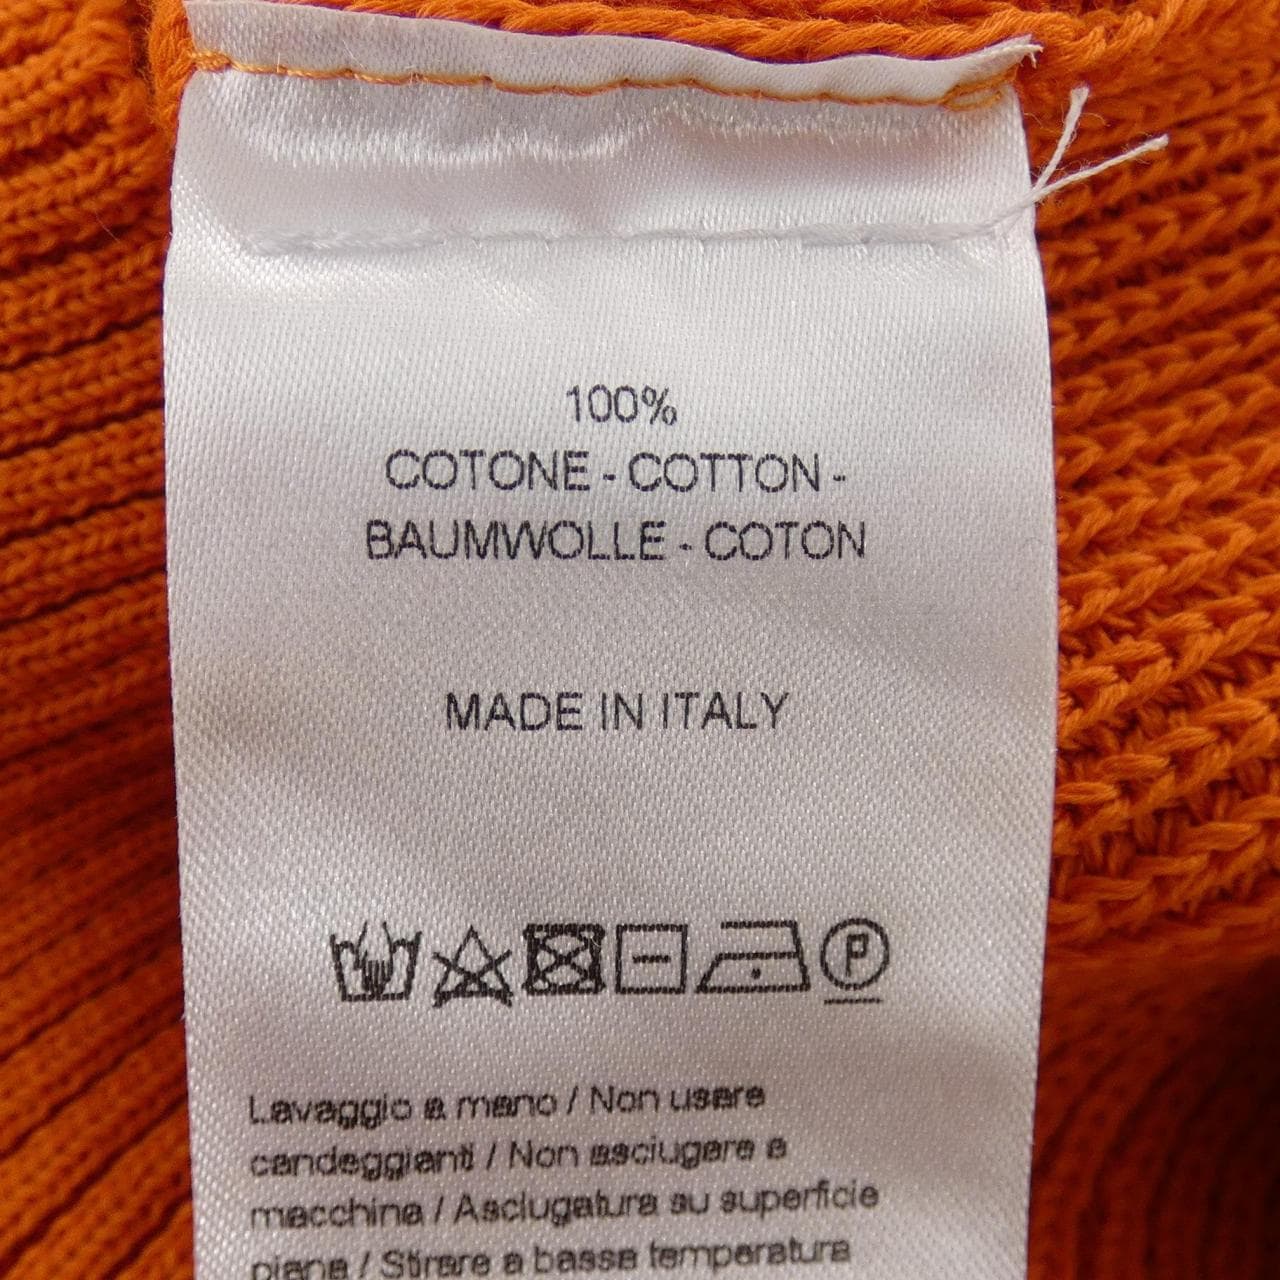 100%
COTONE - COTTON -
BAUMWOLLE - COTON
MADE IN ITALY
P
Lavaggio a mano / Non usare
candeggianti / Non asciugare a
macchina / Asciugatura su superficie
piana / Stirare a bassa temperatura